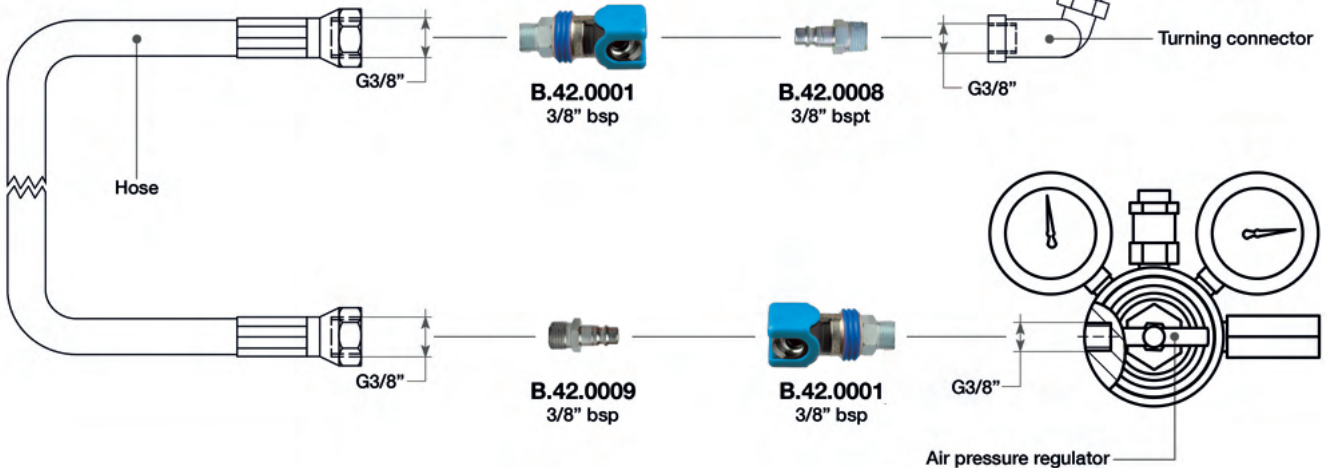 Turning connector
G3/8”
G3/8”
B.42.0001
3/8” bsp
B.42.0008
3/8” bspt
Hose
G3/8”
G3/8”
B.42.0009
3/8” bsp
B.42.0001
3/8” bsp
Air pressure regulator